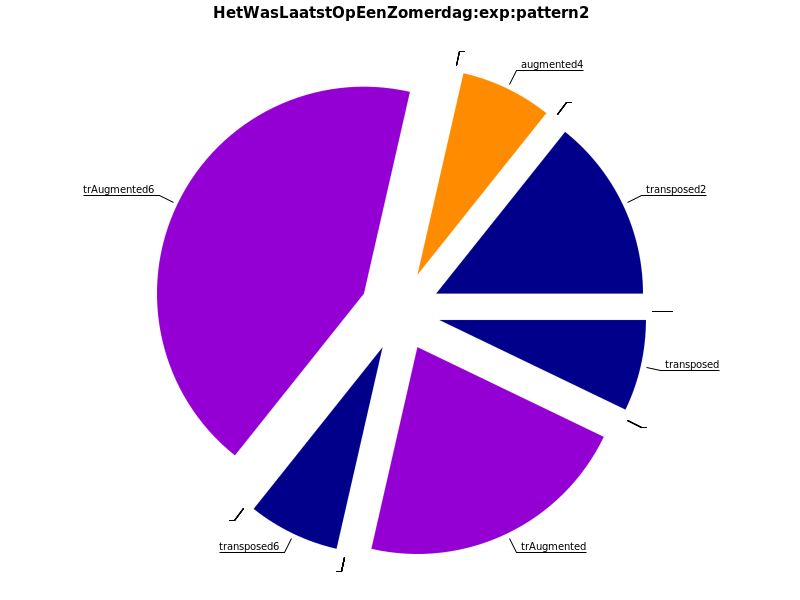 HetWasLaatstOpEenZomerdag:exp:pattern2
augmented4
trAugmented6
transposed2
transposed
transposed6
trAugmented